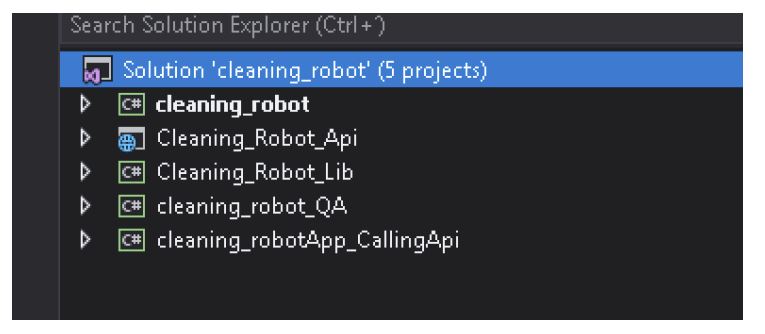 Search Solution Explorer (Ctrl+')
Solution 'cleaning_robot' (5 projects)
C# cleaning_robot
Cleaning_Robot_Api
C# Cleaning_Robot_Lib
C# cleaning_robot_QA
C# cleaning_robotApp_CallingApi